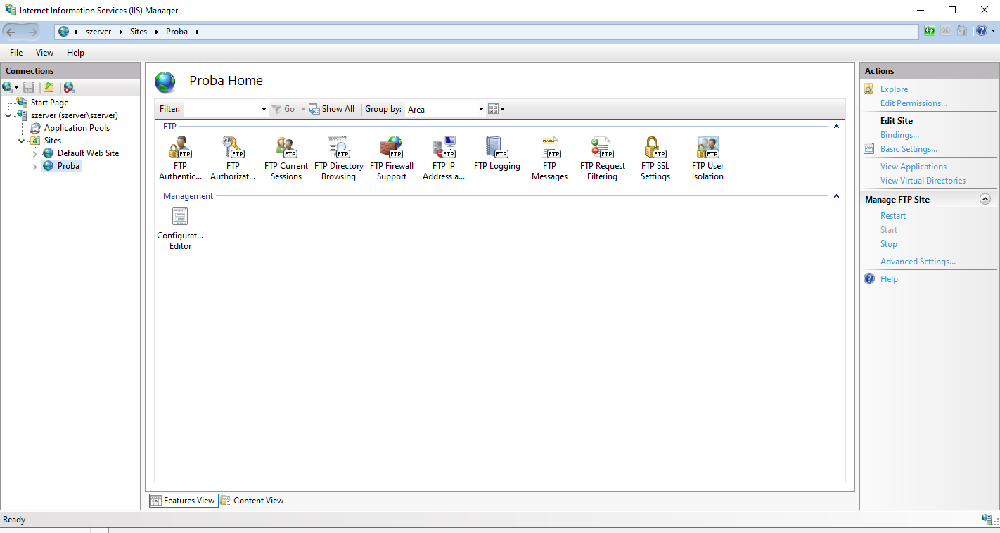 Internet Information Services (IIS) Manager
szerver Sites Proba
File View Help
Connections
Start Page
szerver (szerver\szerver)
Application Pools
Sites
Default Web Site
Proba
Proba Home
Filter: Go Show All Group by: Area
FTP
FTP Authentic...
FTP Authorizat...
FTP Current Sessions
FTP Directory Browsing
FTP Firewall Support
FTP IP Address a...
FTP Logging
FTP Messages
FTP Request Filtering
FTP SSL Settings
FTP User Isolation
FTP FTP FTP FTP FTP FTP FTP FTP FTP FTP FTP
Management
Configurat... Editor
Features View Content View
Actions
Explore
Edit Permissions...
Edit Site
Bindings...
Basic Settings...
View Applications
View Virtual Directories
Manage FTP Site
Restart
Start
Stop
Advanced Settings...
Help
Ready